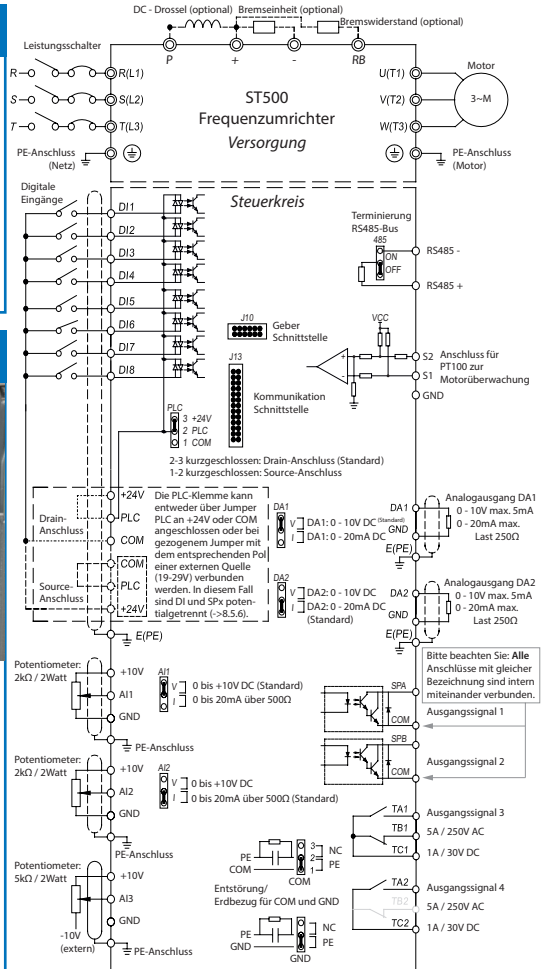 DC - Drossel (optional) Bremseinheit (optional)
Bremswiderstand (optional)
Leistungsschalter
P + - RB
Motor
R R(L1) U(T1)
S S(L2) ST500 V(T2) 3~M
Frequenzumrichter
T T(L3) Versorgung W(T3)
PE-Anschluss
(Netz)
PE-Anschluss
(Motor)
Digitale
Eingänge
Steuerkreis
DI1
DI2
DI3
DI4
DI5
DI6
DI7
DI8
Terminierung
RS485-Bus
485
ON
OFF
RS485 -
RS485 +
J10
Geber
Schnittstelle
J13
Kommunikation
Schnittstelle
VCC
+
-
S2
S1
GND
Anschluss für
PT100 zur
Motorüberwachung
PLC
3 +24V
2 PLC
1 COM
2-3 kurzgeschlossen: Drain-Anschluss (Standard)
1-2 kurzgeschlossen: Source-Anschluss
Drain-
Anschluss
+24V
PLC
COM
Source-
Anschluss
COM
PLC
+24V
E(PE)
Die PLC-Klemme kann
entweder über Jumper
PLC an +24V oder COM
angeschlossen oder bei
gezogenem Jumper mit
dem entsprechenden Pol
einer externen Quelle
(19-29V) verbunden
werden. In diesem Fall
sind DI und SPx poten-
tialgetrennt (->8.5.6).
DA1
V DA1: 0 - 10V DC (Standard)
I DA1: 0 - 20mA DC
DA2
V DA2: 0 - 10V DC
I DA2: 0 - 20mA DC
(Standard)
DA1
GND
E(PE)
Analogausgang DA1
0 - 10V max. 5mA
0 - 20mA max.
Last 250Ω
DA2
GND
E(PE)
Analogausgang DA2
0 - 10V max. 5mA
0 - 20mA max.
Last 250Ω
Bitte beachten Sie: Alle
Anschlüsse mit gleicher
Bezeichnung sind intern
miteinander verbunden.
Potentiometer:
2kΩ / 2Watt
+10V
AI1
GND
PE-Anschluss
AI1
V 0 bis +10V DC (Standard)
I 0 bis 20mA über 500Ω
SPA
COM
Ausgangssignal 1
SPB
COM
Ausgangssignal 2
Potentiometer:
2kΩ / 2Watt
+10V
AI2
GND
PE-Anschluss
AI2
V 0 bis +10V DC
I 0 bis 20mA über 500Ω (Standard)
TA1 Ausgangssignal 3
TB1 5A / 250V AC
TC1 1A / 30V DC
Potentiometer:
5kΩ / 2Watt
+10V
AI3
GND
-10V
(extern)
PE-Anschluss
PE
COM
3
2
1
NC
PE
COM
Entstörung/
Erdbezug für COM und GND
PE
GND
NC
PE
GND
TA2 Ausgangssignal 4
TB2 5A / 250V AC
TC2 1A / 30V DC